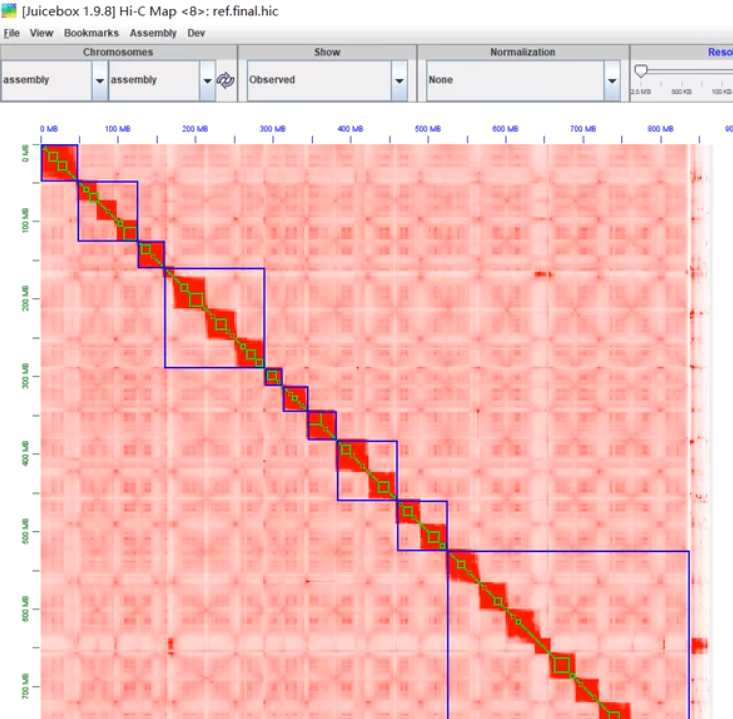 [Juicebox 1.9.8] Hi-C Map <8>: ref.final.hic
File View Bookmarks Assembly Dev
Chromosomes Show Normalization Reso
assembly assembly Observed None
2.5 MB 500 KB 100 KB
0 MB 100 MB 200 MB 300 MB 400 MB 500 MB 600 MB 700 MB 800 MB 90
0 MB
100 MB
200 MB
300 MB
400 MB
500 MB
600 MB
700 MB